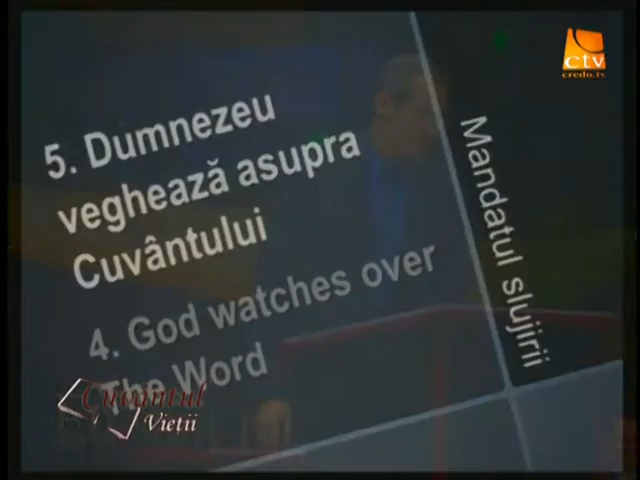 ctv
credo.tv
5. Dumnezeu
veghează asupra
Cuvântului
4. God watches over
The Word
Mandatul slujirii
Cuvântul
Vieții